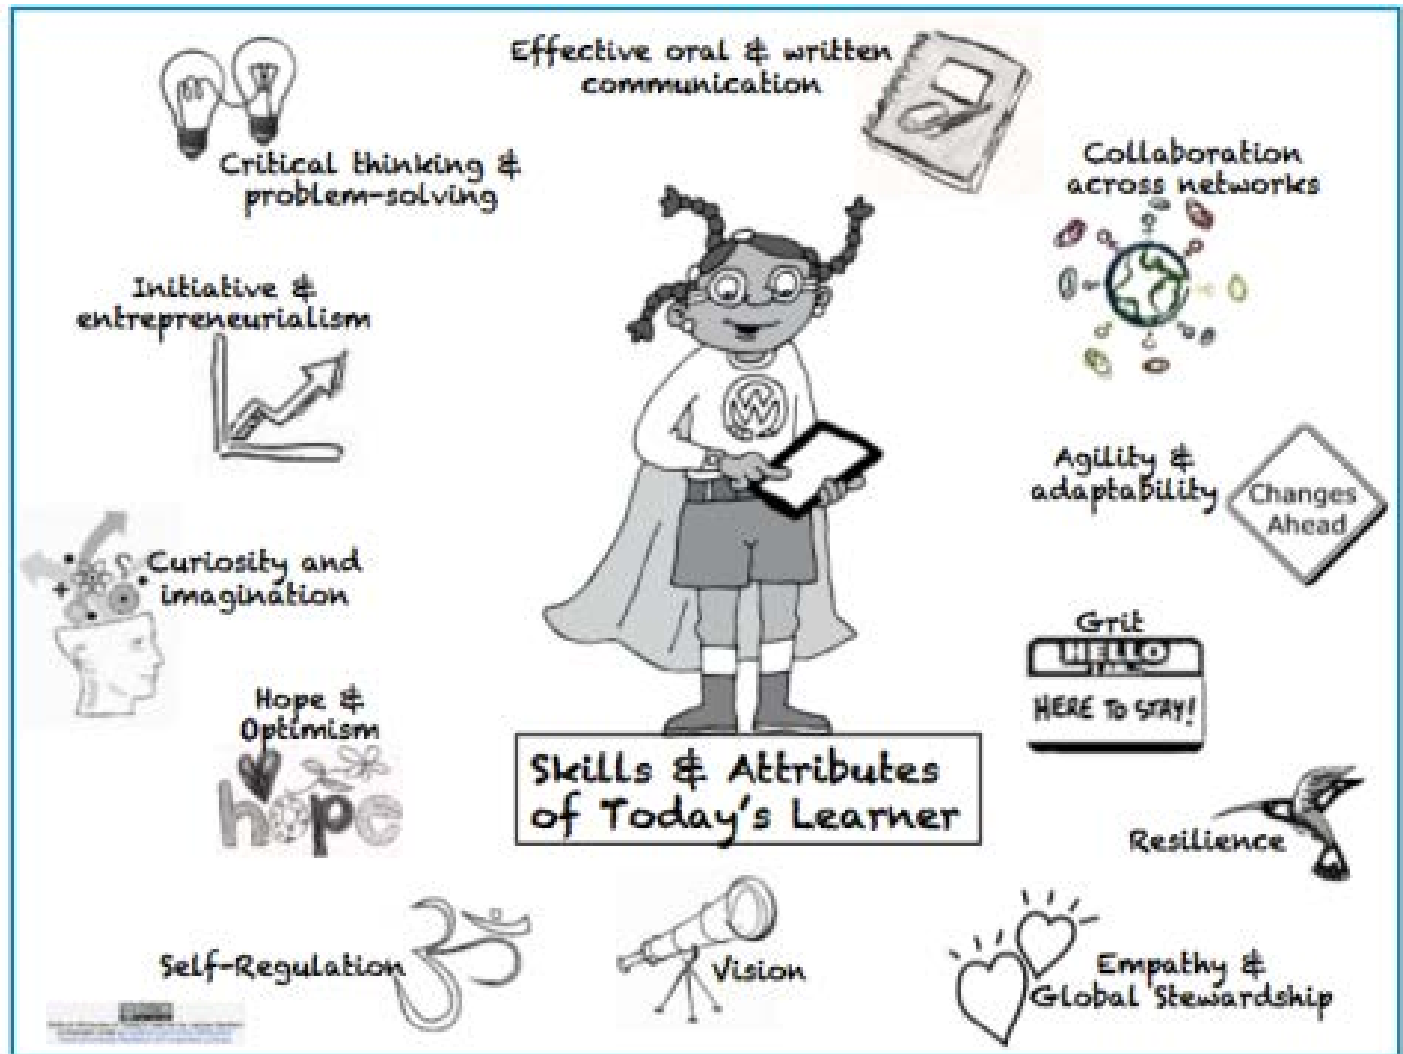 Effective oral & written
communication
Critical thinking &
problem-solving
Collaboration
across networks
Initiative &
entrepreneurialism
Agility &
adaptability
Changes
Ahead
Curiosity and
imagination
Grit
HELLO
HERE TO STAY!
Hope &
Optimism
hope
Skills & Attributes
of Today's Learner
Resilience
Self-Regulation
Vision
Empathy &
Global Stewardship